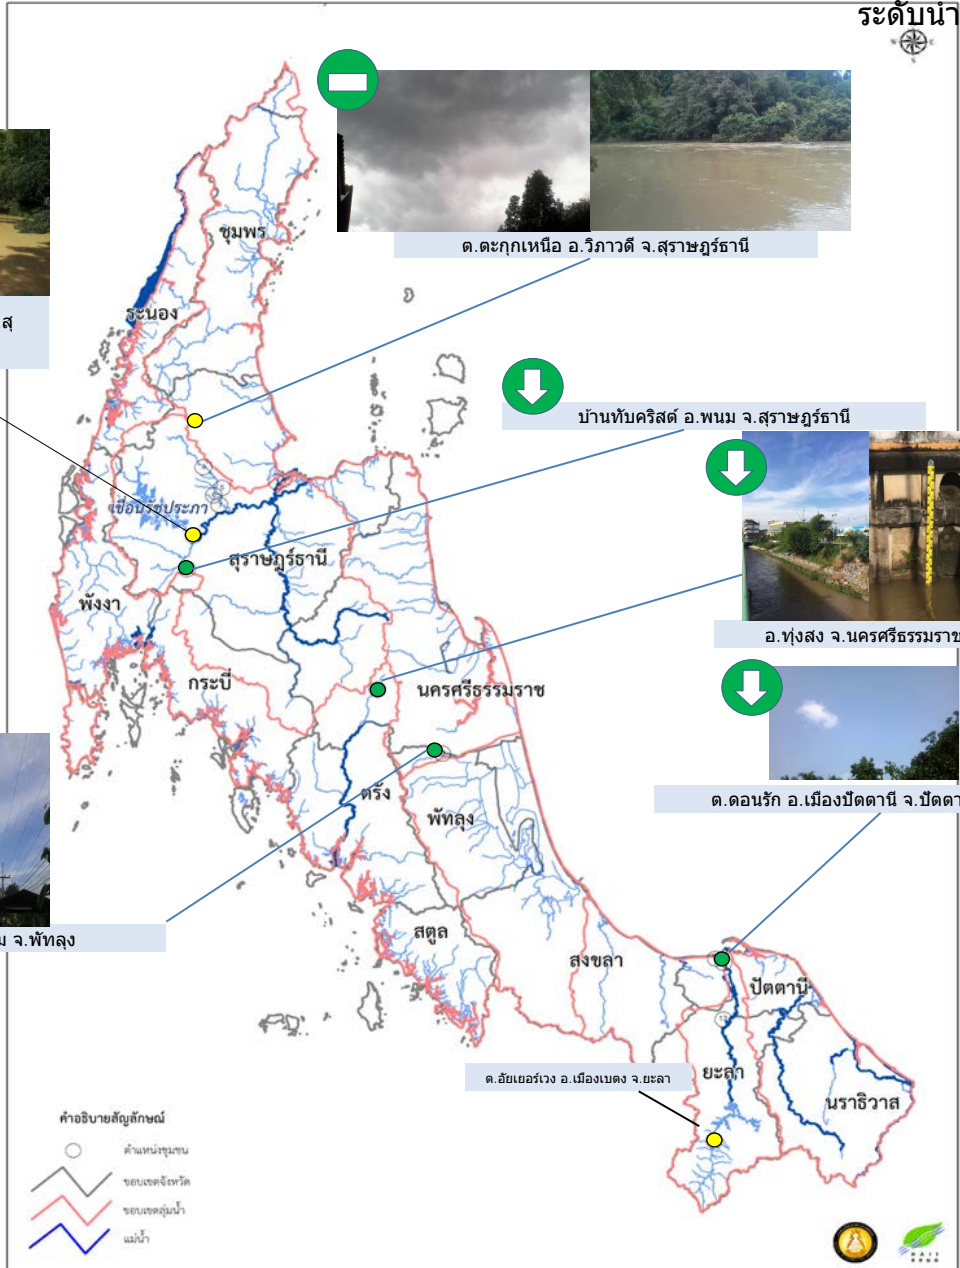 ระดับน้ำ
W E
S
ต.ตะกุกเหนือ อ.วิภาวดี จ.สุราษฎร์ธานี
ชุมพร
ระนอง
สุ
บ้านทับคริสต์ อ.พนม จ.สุราษฎร์ธานี
เขื่อนรัชประภา
สุราษฎร์ธานี
พังงา
อ.ทุ่งสง จ.นครศรีธรรมราช
กระบี่
นครศรีธรรมราช
ตรัง
พัทลุง
ต.ดอนรัก อ.เมืองปัตตานี จ.ปัตตา
ม จ.พัทลุง
สตูล
สงขลา
ปัตตานี
ยะลา
ต.อัยเยอร์เวง อ.เมืองเบตง จ.ยะลา
นราธิวาส
คำอธิบายสัญลักษณ์
ตำแหน่งชุมชน
ขอบเขตจังหวัด
ขอบเขตลุ่มน้ำ
แม่น้ำ